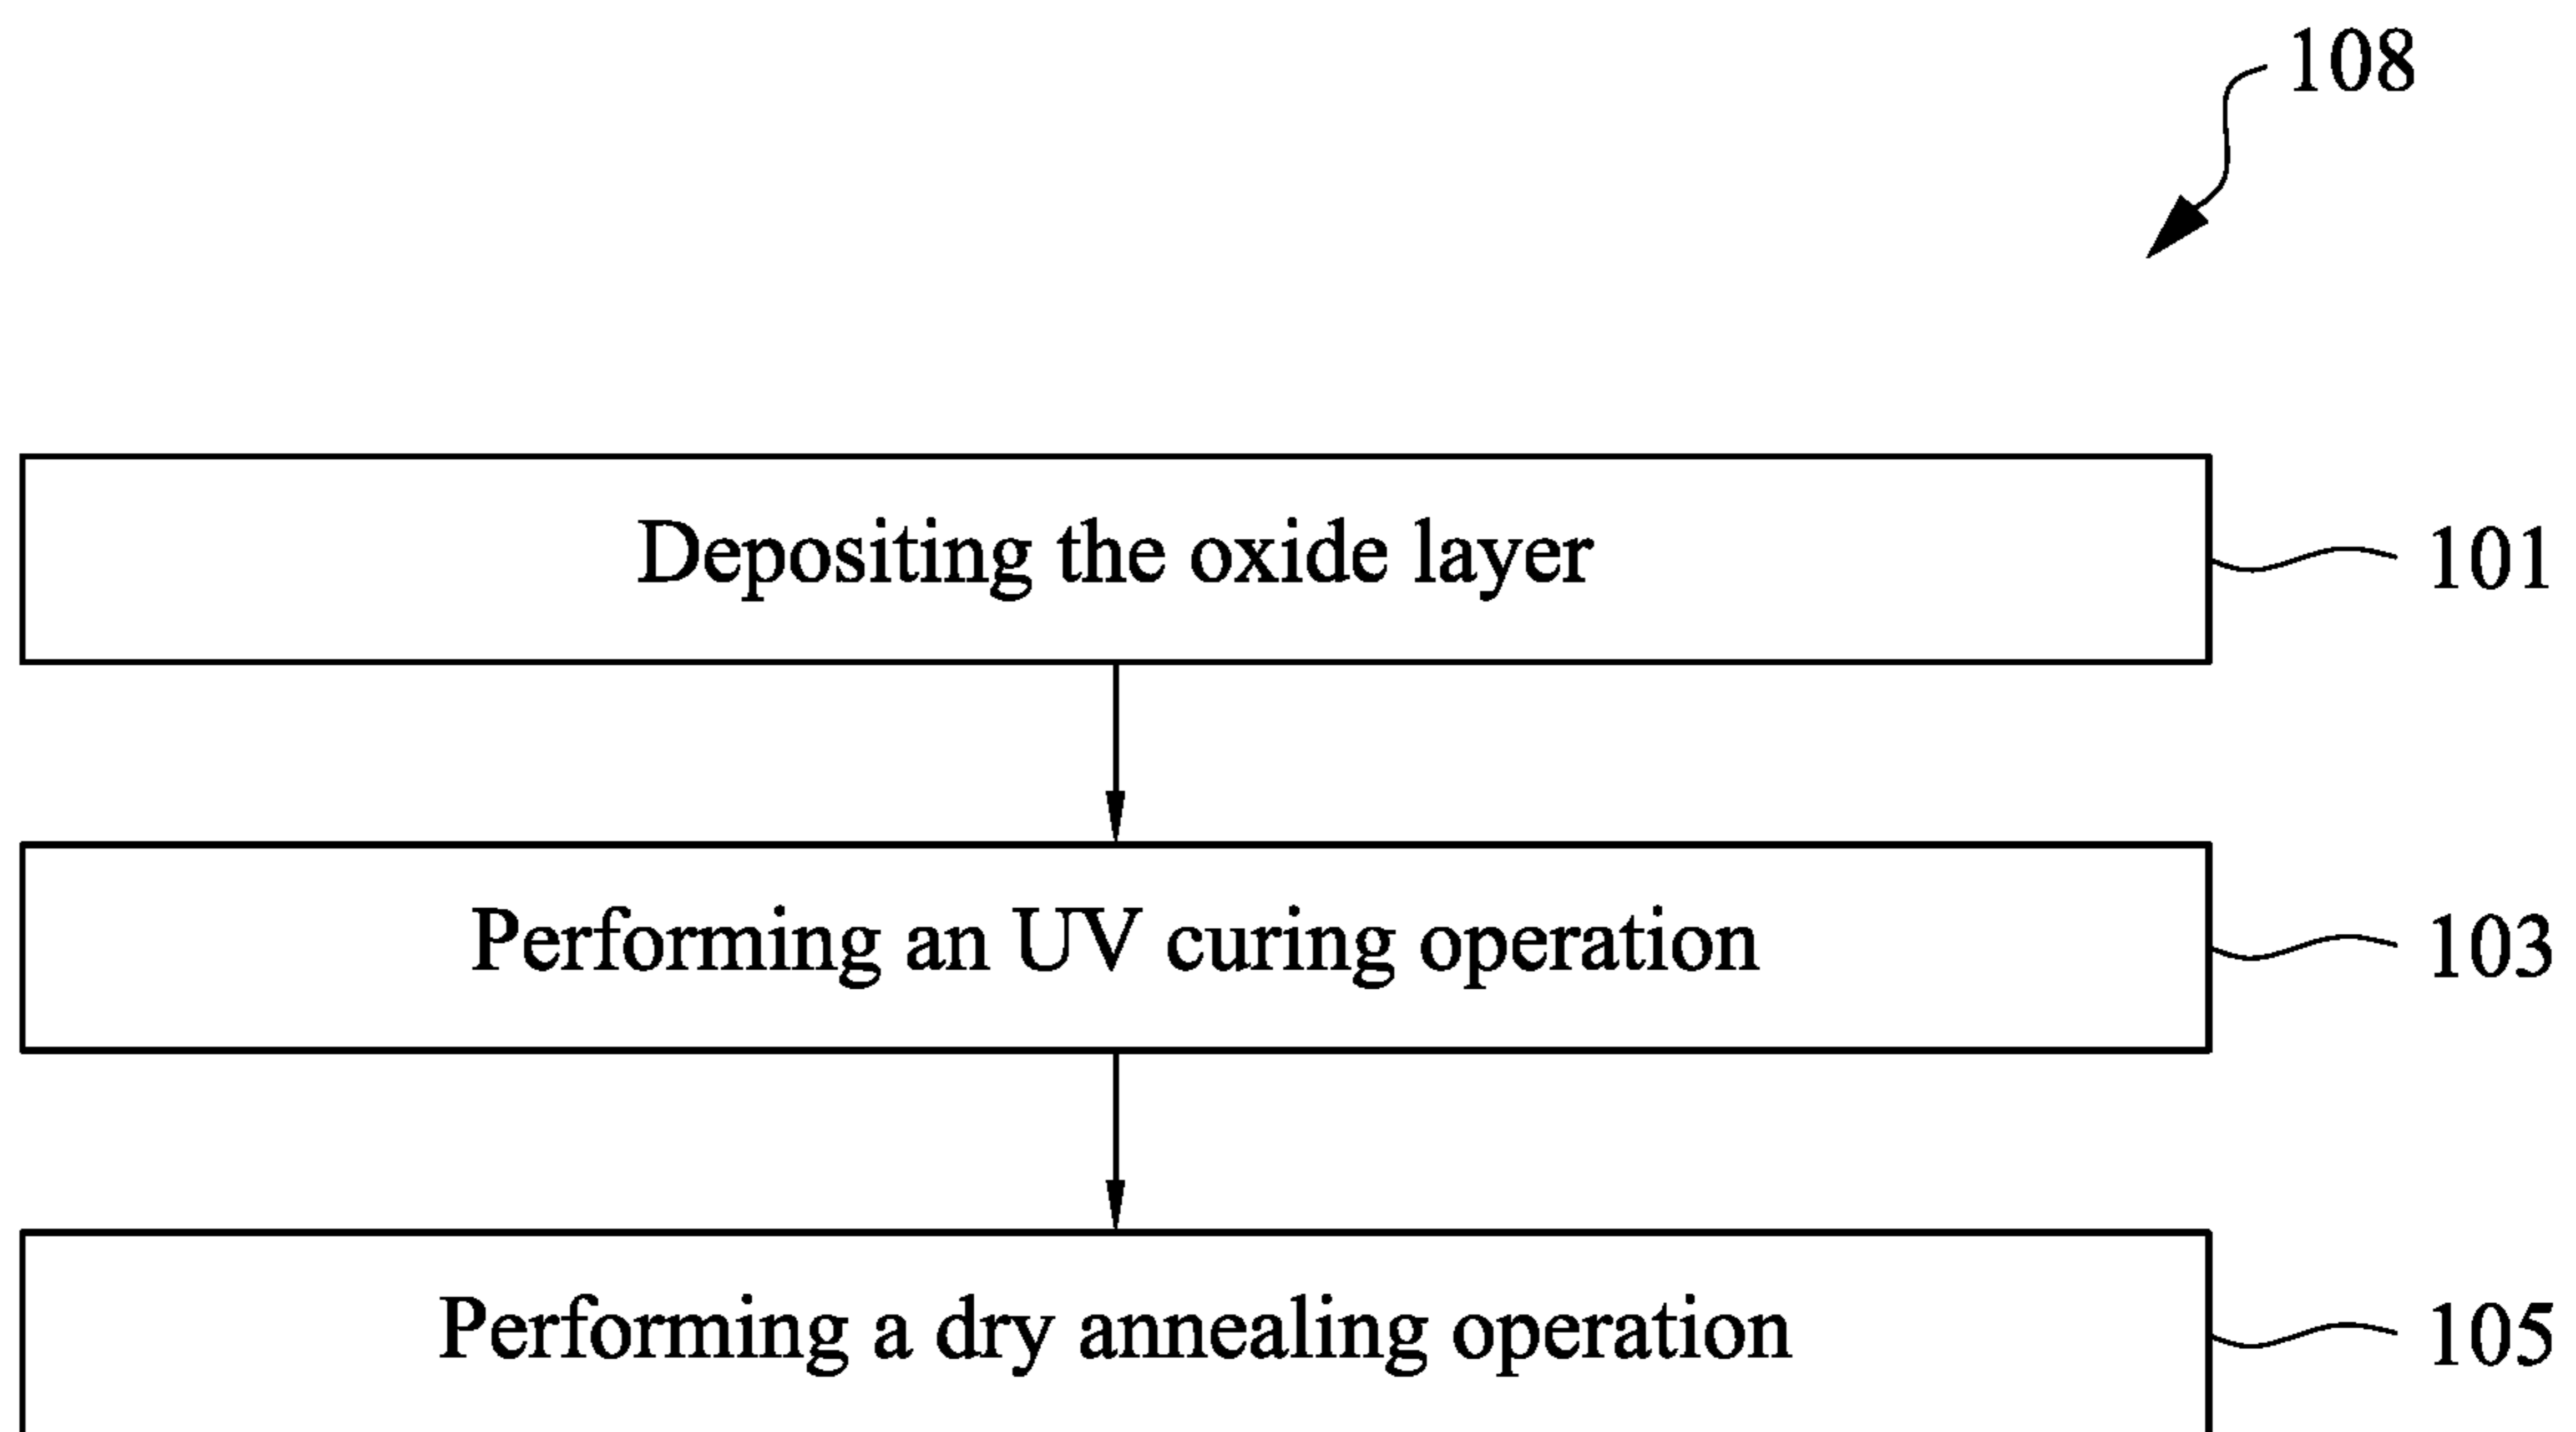 108
Depositing the oxide layer 101
Performing an UV curing operation 103
Performing a dry annealing operation 105